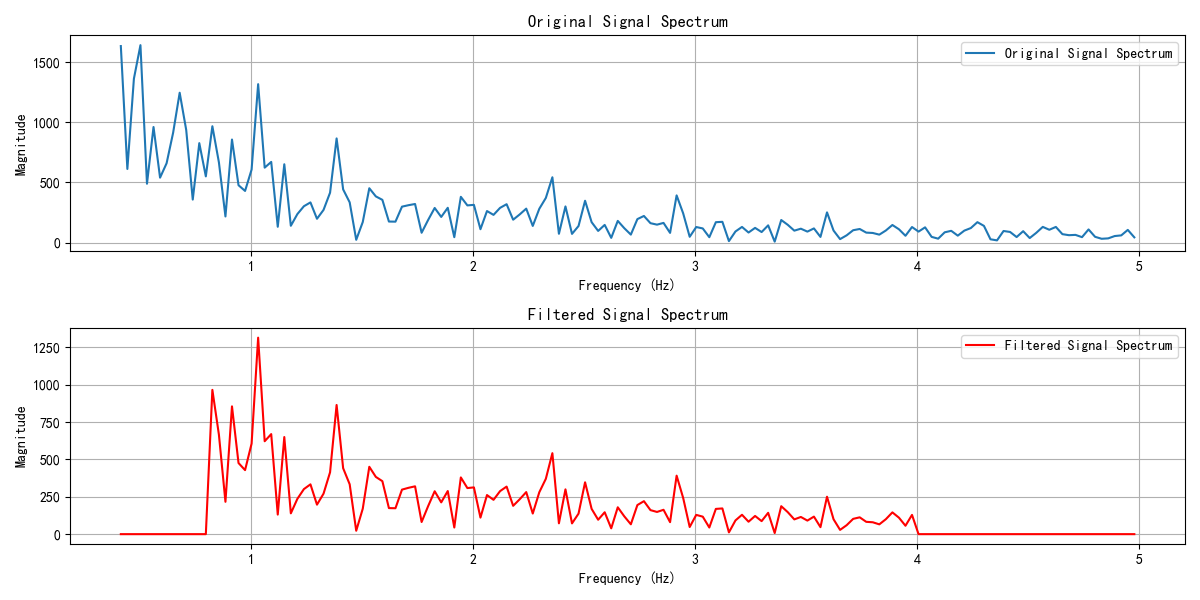 Original Signal Spectrum
Original Signal Spectrum
1500
1000
500
0
Magnitude
1 2 3 4 5
Frequency (Hz)
Filtered Signal Spectrum
Filtered Signal Spectrum
1250
1000
750
500
250
0
Magnitude
1 2 3 4 5
Frequency (Hz)